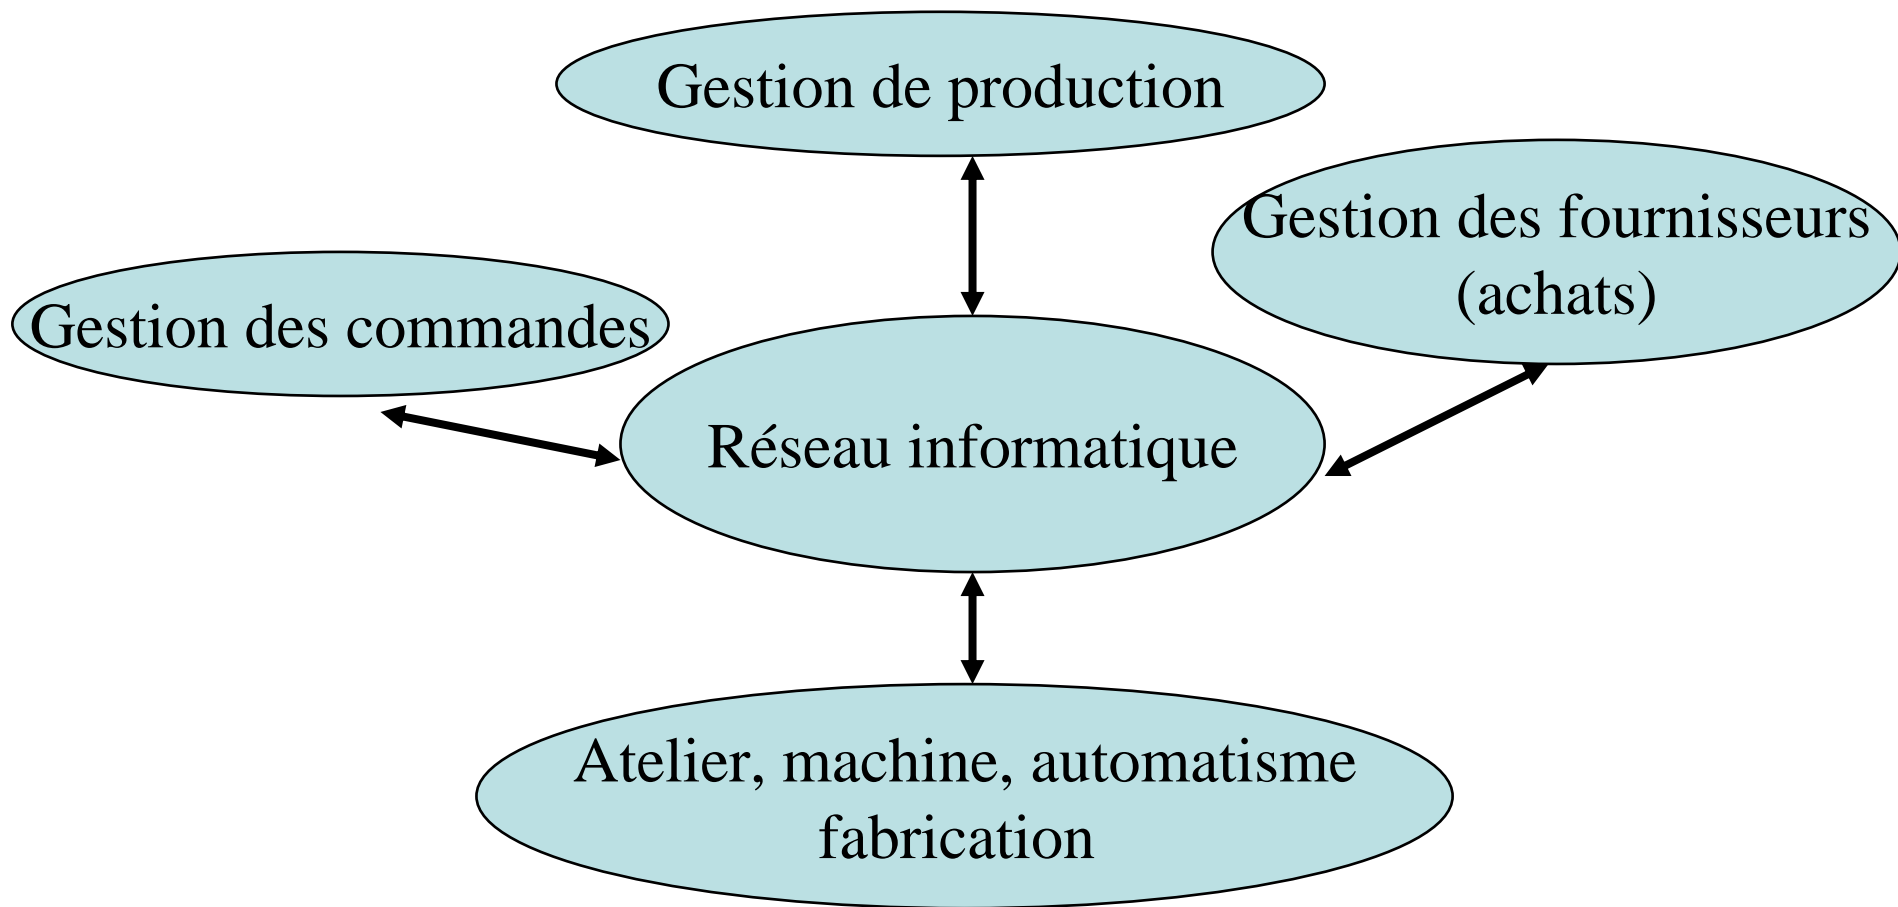 Gestion de production
Gestion des fournisseurs
(achats)
Gestion des commandes
Réseau informatique
Atelier, machine, automatisme
fabrication